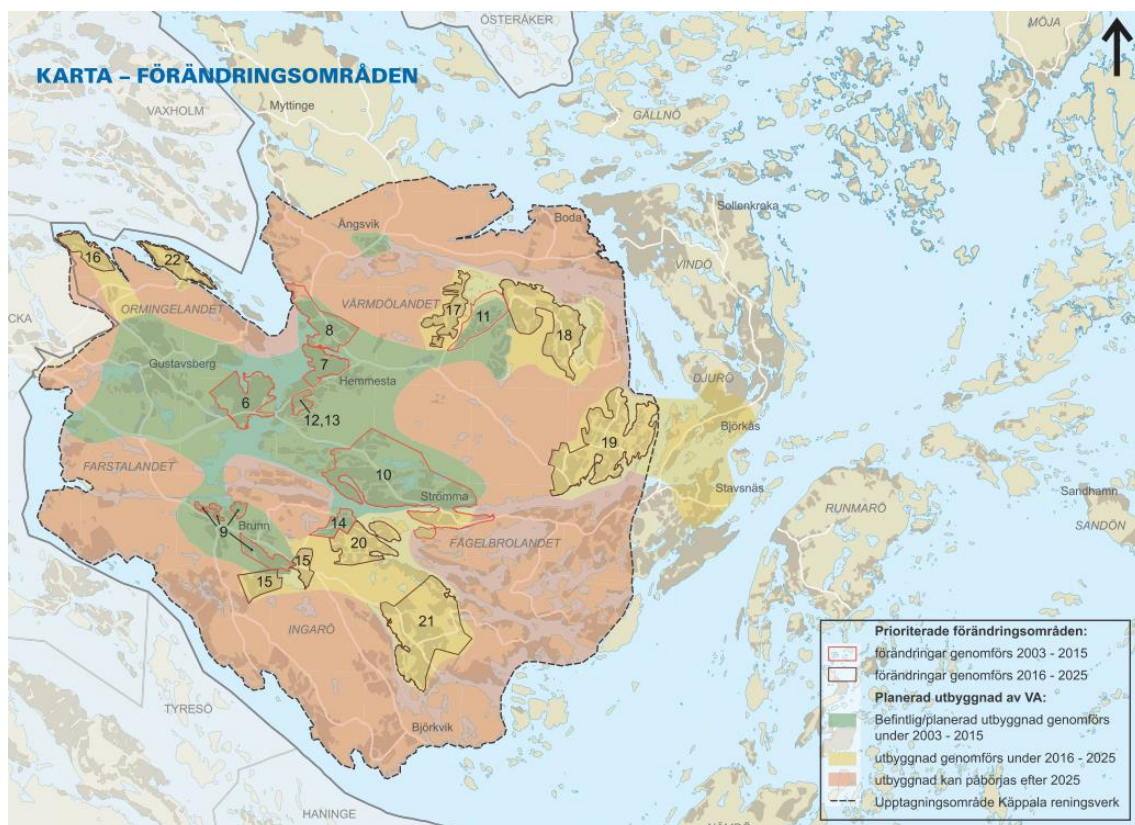 ÖSTERÅKER
MÖJA
KARTA – FÖRÄNDRINGSOMRÅDEN
VAXHOLM
Myttinge
GÄLLNÖ
Sollenkroka
Boda
Ängsvik
VINDÖ
16
22
ORMINGELANDET
VÄRMDÖLANDET
17
11
CKA
8
18
Gustavsberg
7
Hemmesta
DJURÖ
6
12,13
Björkås
19
FARSTALANDET
10
Stavsnäs
Strömma
Sandhamn
RUNMARÖ
SANDÖN
9
Brunn
14
20
FÅGELBROLANDET
15
15
21
INGARÖ
TYRESÖ
Björkvik
HANINGE
NÄMDÖ
Prioriterade förändringsområden:
förändringar genomförs 2003 - 2015
förändringar genomförs 2016 - 2025
Planerad utbyggnad av VA:
Befintlig/planerad utbyggnad genomförs
under 2003 - 2015
utbyggnad genomförs under 2016 - 2025
utbyggnad kan påbörjas efter 2025
Upptagningsområde Käppala reningsverk